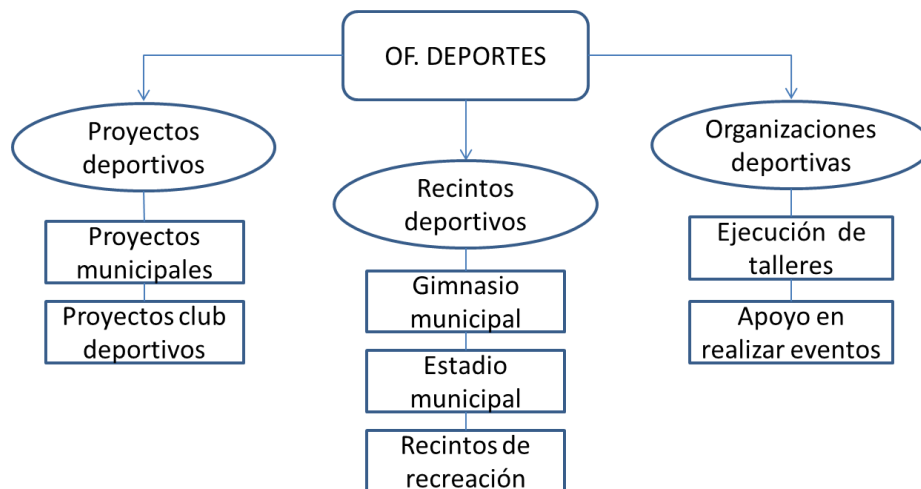 OF. DEPORTES
Proyectos
deportivos
Proyectos
municipales
Proyectos club
deportivos
Recintos
deportivos
Gimnasio
municipal
Estadio
municipal
Recintos de
recreación
Organizaciones
deportivas
Ejecución de
talleres
Apoyo en
realizar eventos